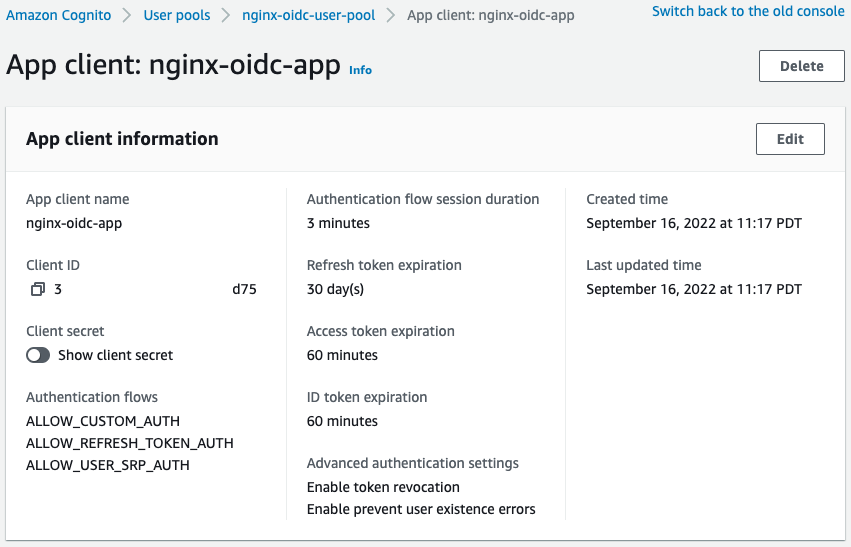 Amazon Cognito > User pools > nginx-oidc-user-pool > App client: nginx-oidc-app
Switch back to the old console
App client: nginx-oidc-app Info
Delete
App client information
Edit
App client name
nginx-oidc-app
Client ID
3 d75
Client secret
Show client secret
Authentication flows
ALLOW_CUSTOM_AUTH
ALLOW_REFRESH_TOKEN_AUTH
ALLOW_USER_SRP_AUTH
Authentication flow session duration
3 minutes
Refresh token expiration
30 day(s)
Access token expiration
60 minutes
ID token expiration
60 minutes
Advanced authentication settings
Enable token revocation
Enable prevent user existence errors
Created time
September 16, 2022 at 11:17 PDT
Last updated time
September 16, 2022 at 11:17 PDT